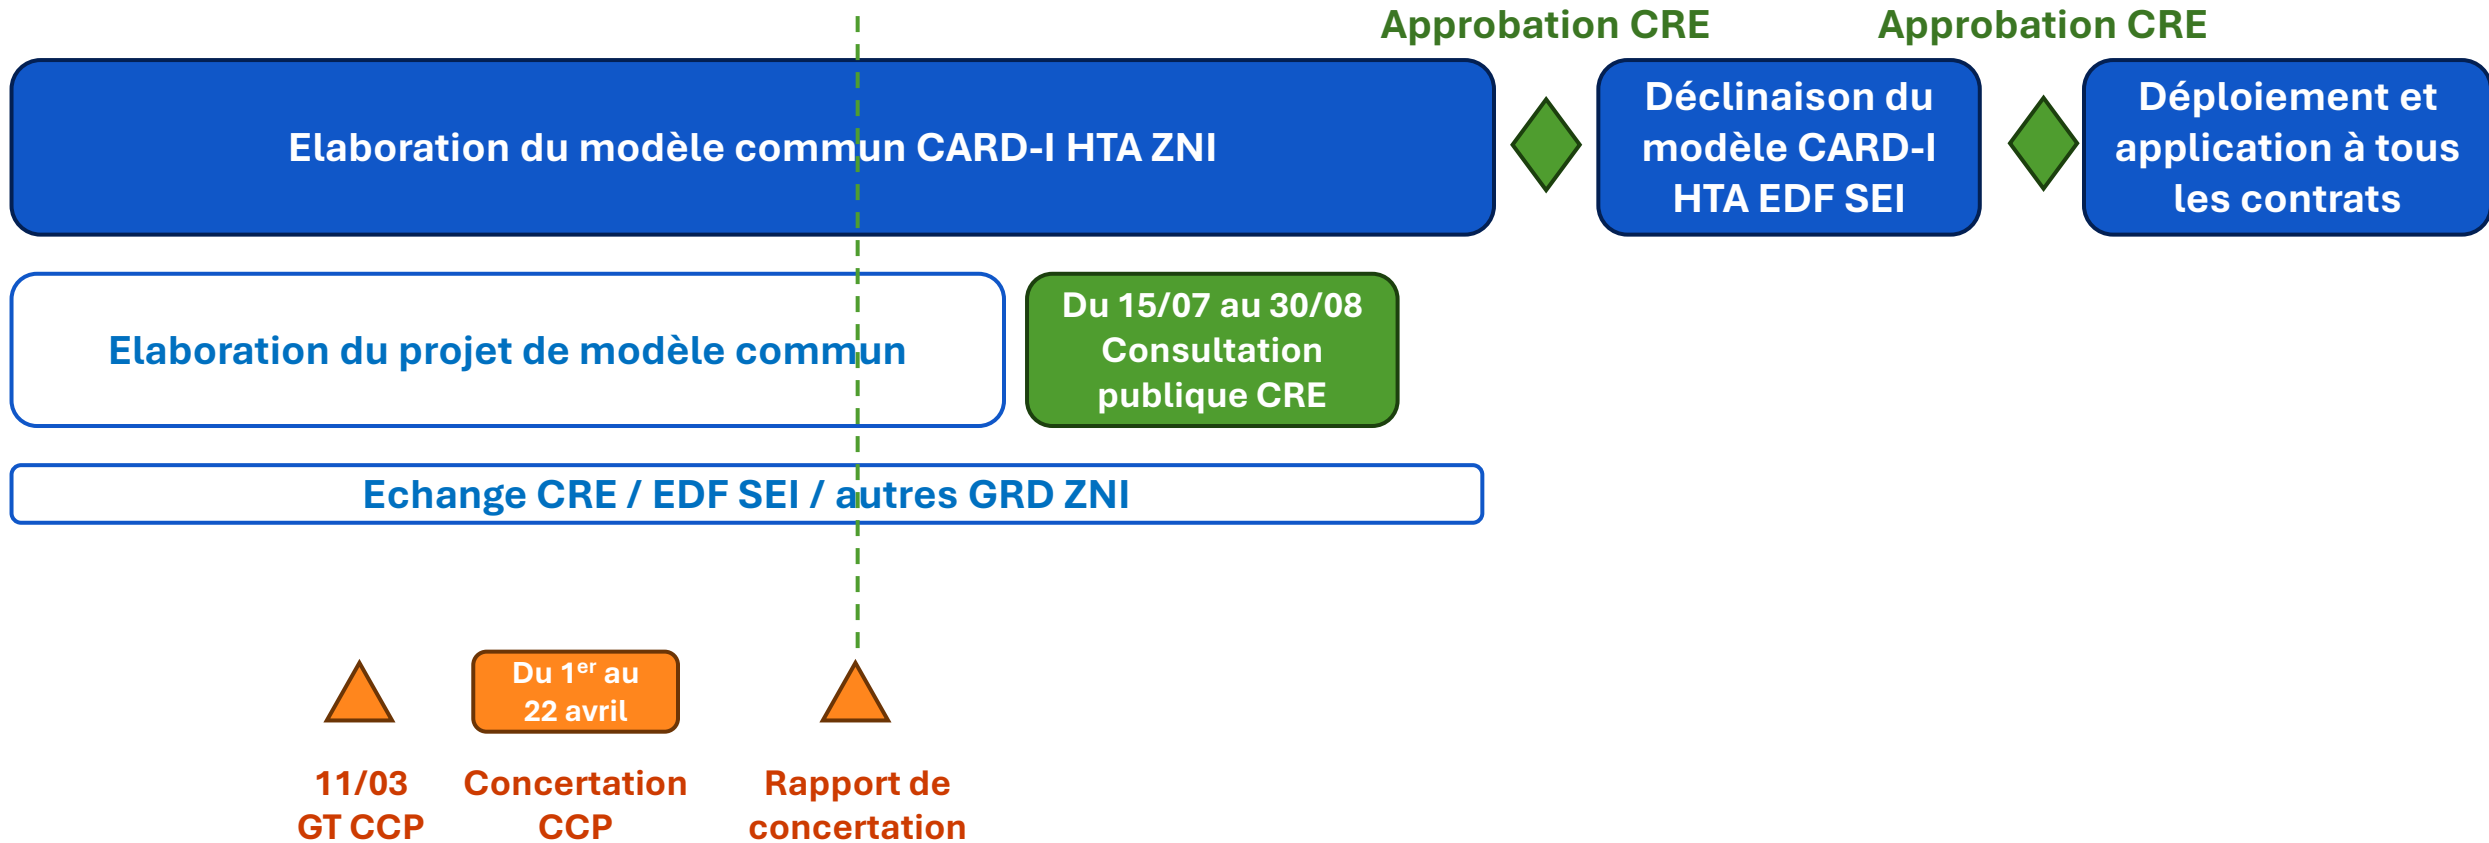 Approbation CRE
Approbation CRE
Elaboration du modèle commun CARD-I HTA ZNI
Déclinaison du
modèle CARD-I
HTA EDF SEI
Déploiement et
application à tous
les contrats
Elaboration du projet de modèle commun
Du 15/07 au 30/08
Consultation
publique CRE
Echange CRE / EDF SEI / autres GRD ZNI
Du 1er au
22 avril
11/03
GT CCP
Concertation
CCP
Rapport de
concertation